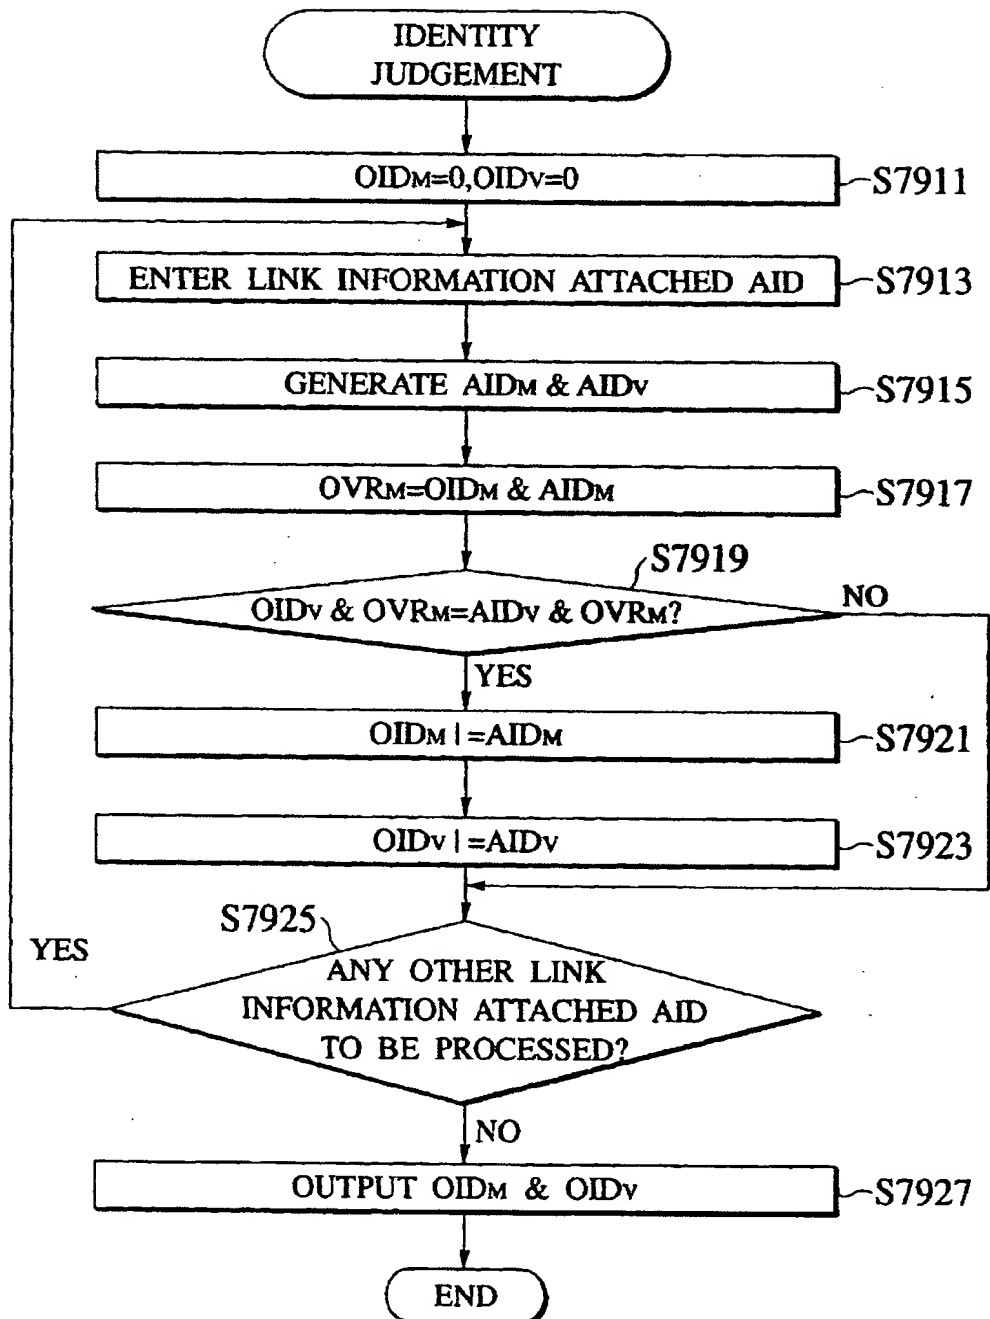 IDENTITY
JUDGEMENT
OIDM=0,OIDV=0
S7911
ENTER LINK INFORMATION ATTACHED AID
S7913
GENERATE AIDM & AIDV
S7915
OVRM=OIDM & AIDM
S7917
S7919
OIDV & OVRM=AIDV & OVRM?
NO
YES
OIDM|=AIDM
S7921
OIDV|=AIDV
S7923
S7925
YES
ANY OTHER LINK
INFORMATION ATTACHED AID
TO BE PROCESSED?
NO
OUTPUT OIDM & OIDV
S7927
END